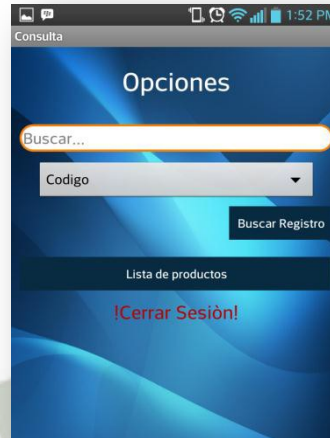 1:52 PM
Consulta
Opciones
Buscar...
Codigo
Buscar Registro
Lista de productos
!Cerrar Sesiòn!